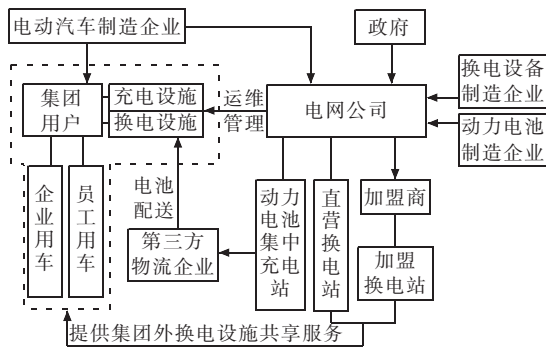 电动汽车制造企业
政府
换电设备
制造企业
集团
用户
充电设施
换电设施
运维
管理
电网公司
动力电池
制造企业
企业用车
员工用车
电池
配送
第三方
物流企业
动力
电池
集中
充电
站
直营换电站
加盟商
加盟
换电站
提供集团外换电设施共享服务